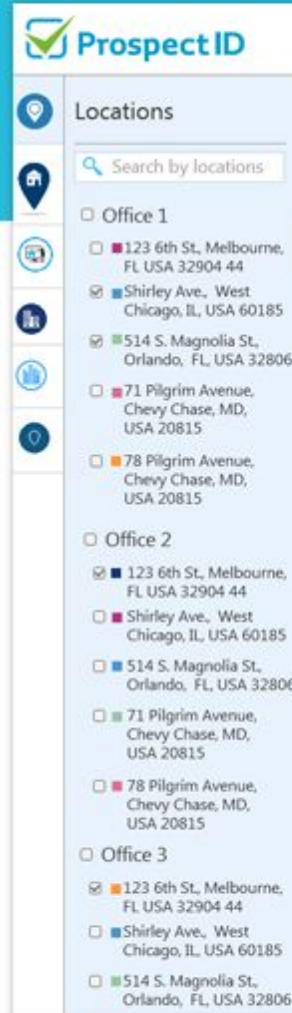 Prospect ID
Locations
Search by locations
Office 1
123 6th St., Melbourne,
FL USA 32904 44
Shirley Ave., West
Chicago, IL, USA 60185
514 S. Magnolia St.,
Orlando, FL, USA 32806
71 Pilgrim Avenue,
Chevy Chase, MD,
USA 20815
78 Pilgrim Avenue,
Chevy Chase, MD,
USA 20815
Office 2
123 6th St., Melbourne,
FL USA 32904 44
Shirley Ave., West
Chicago, IL, USA 60185
514 S. Magnolia St.,
Orlando, FL, USA 32806
71 Pilgrim Avenue,
Chevy Chase, MD,
USA 20815
78 Pilgrim Avenue,
Chevy Chase, MD,
USA 20815
Office 3
123 6th St., Melbourne,
FL USA 32904 44
Shirley Ave., West
Chicago, IL, USA 60185
514 S. Magnolia St.,
Orlando, FL, USA 32806